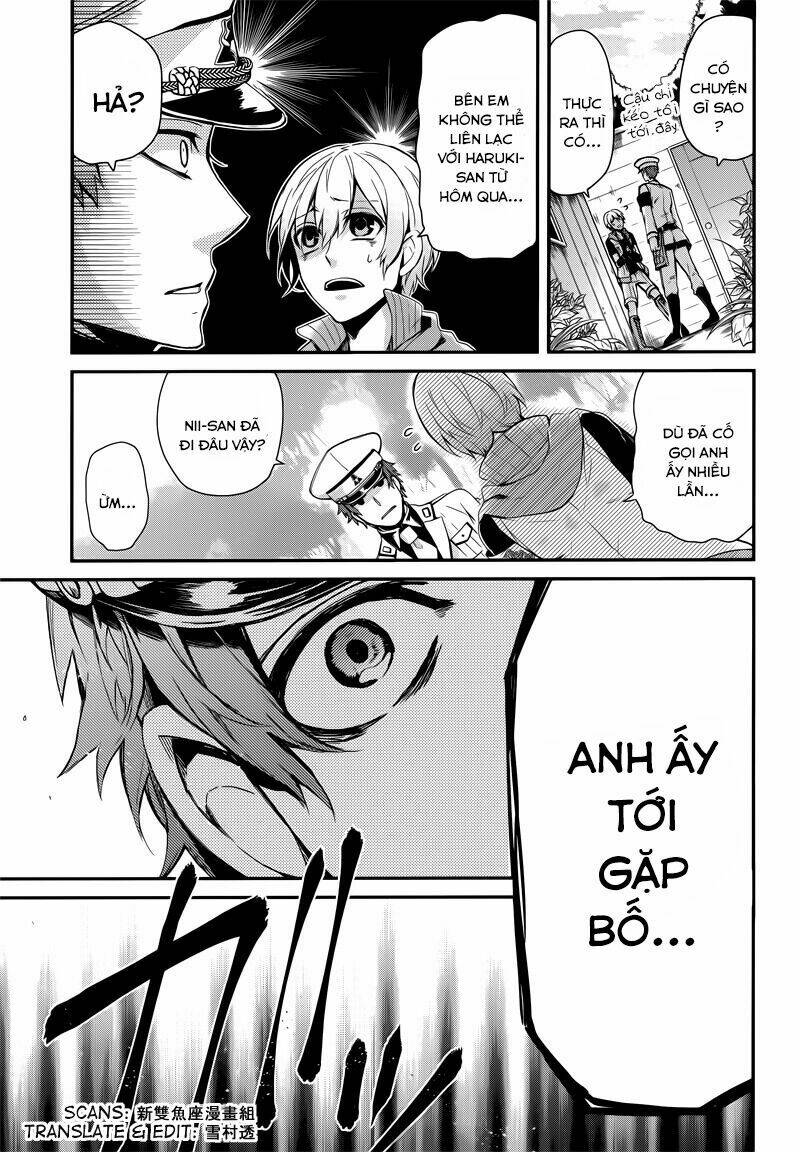 CÓ
CHUYỆN
GÌ SAO
?
Cậu chỉ
kéo tôi
tới đây
THỰC
RA THÌ
CÓ...
BÊN EM
KHÔNG THỂ
LIÊN LẠC
VỚI HARUKI-
SAN TỪ
HÔM QUA...
HẢ?
DÙ ĐÃ CỐ
GỌI ANH
ẤY NHIỀU
LẦN...
NII-SAN ĐÃ
ĐI ĐÂU VẬY?
ỪM...
ANH ẤY
TỚI
GẶP
BỐ...
ガッ
SCANS: 新雙魚座漫畫組
TRANSLATE & EDIT: 雪村透